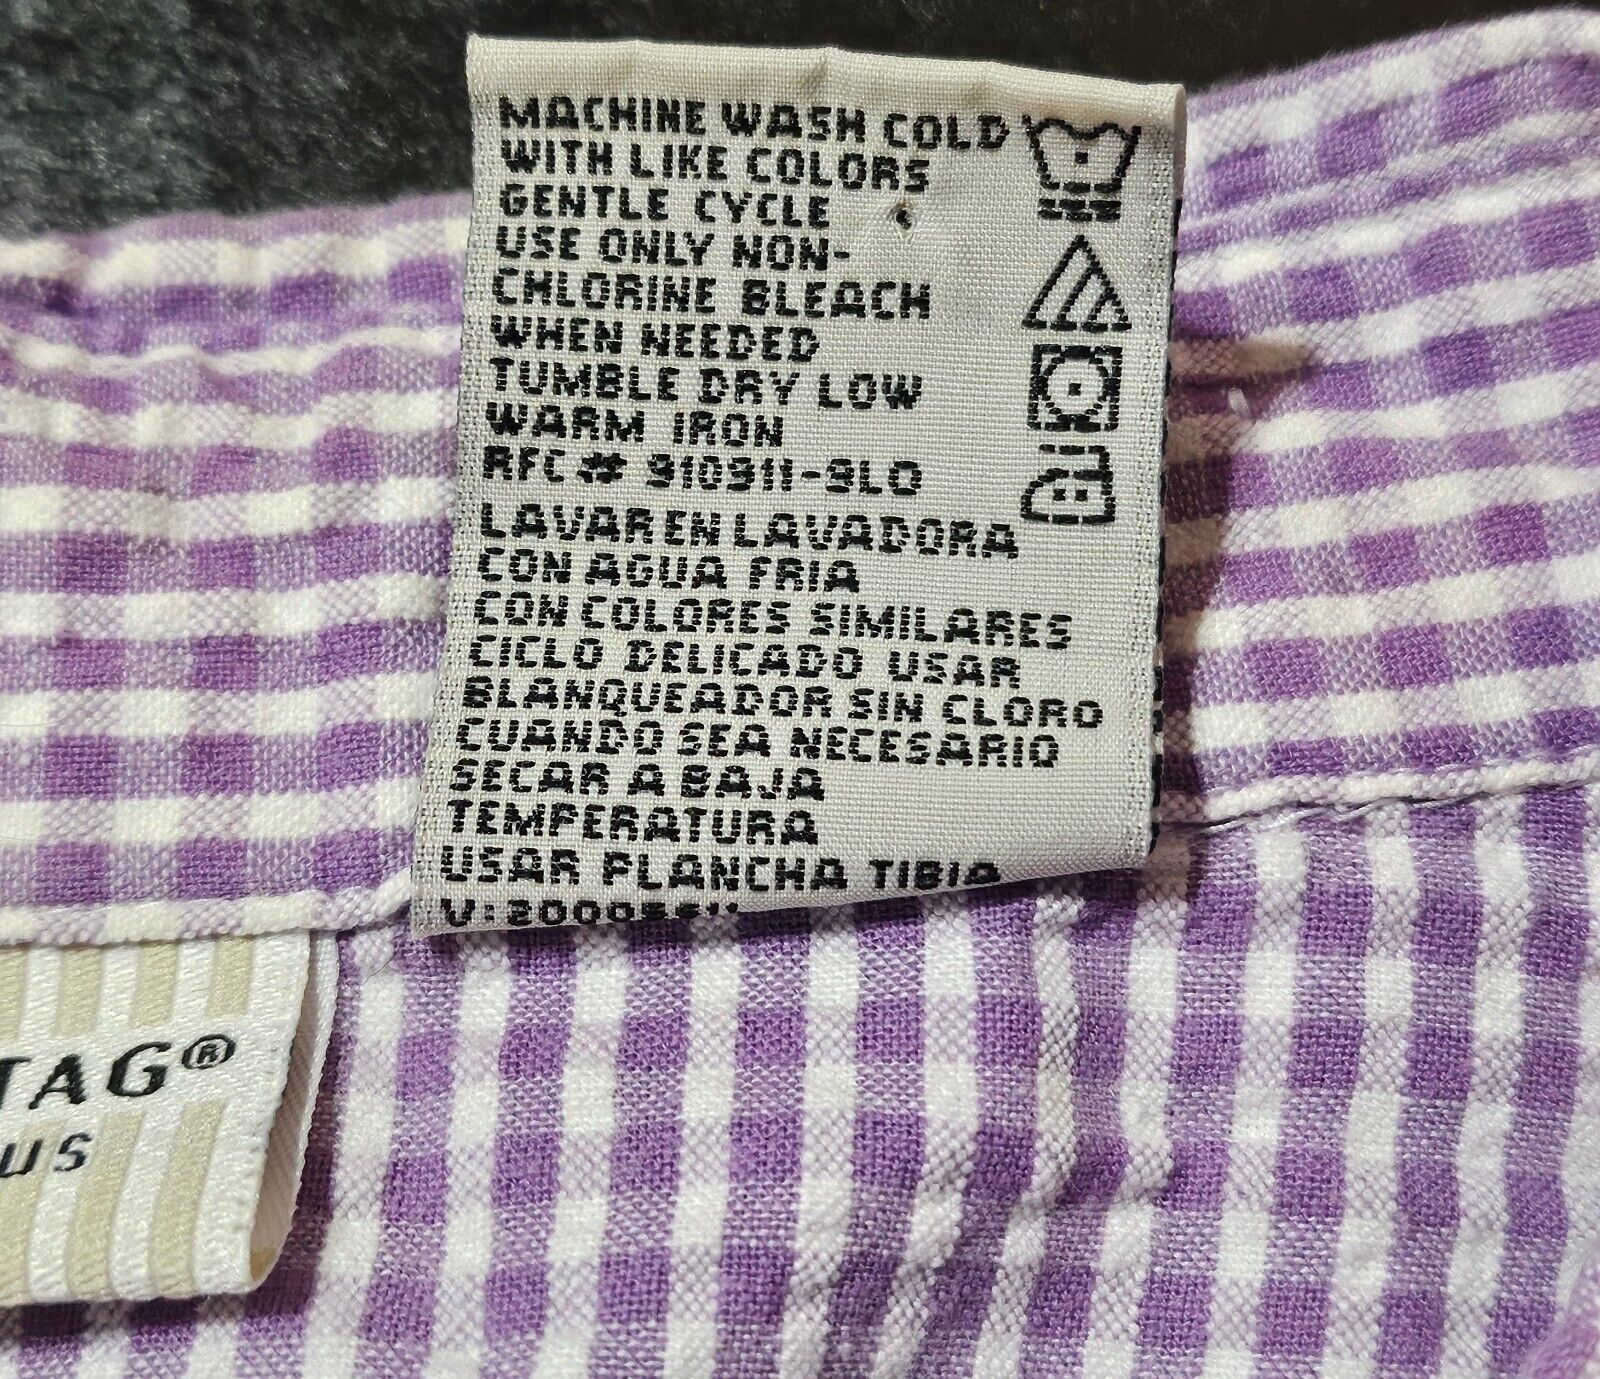 MACHINE WASH COLD
WITH LIKE COLORS
GENTLE CYCLE
USE ONLY NON-
CHLORINE BLEACH
WHEN NEEDED
TUMBLE DRY LOW
WARM IRON
RFC# 910911-9LO
LAVAR EN LAVADORA
CON AGUA FRIA
CON COLORES SIMILARES
CICLO DELICADO USAR
BLANQUEADOR SIN CLORO
CUANDO SEA NECESARIO
SECAR A BAJA
TEMPERATURA
USAR PLANCHA TIBIA
TAG®
us